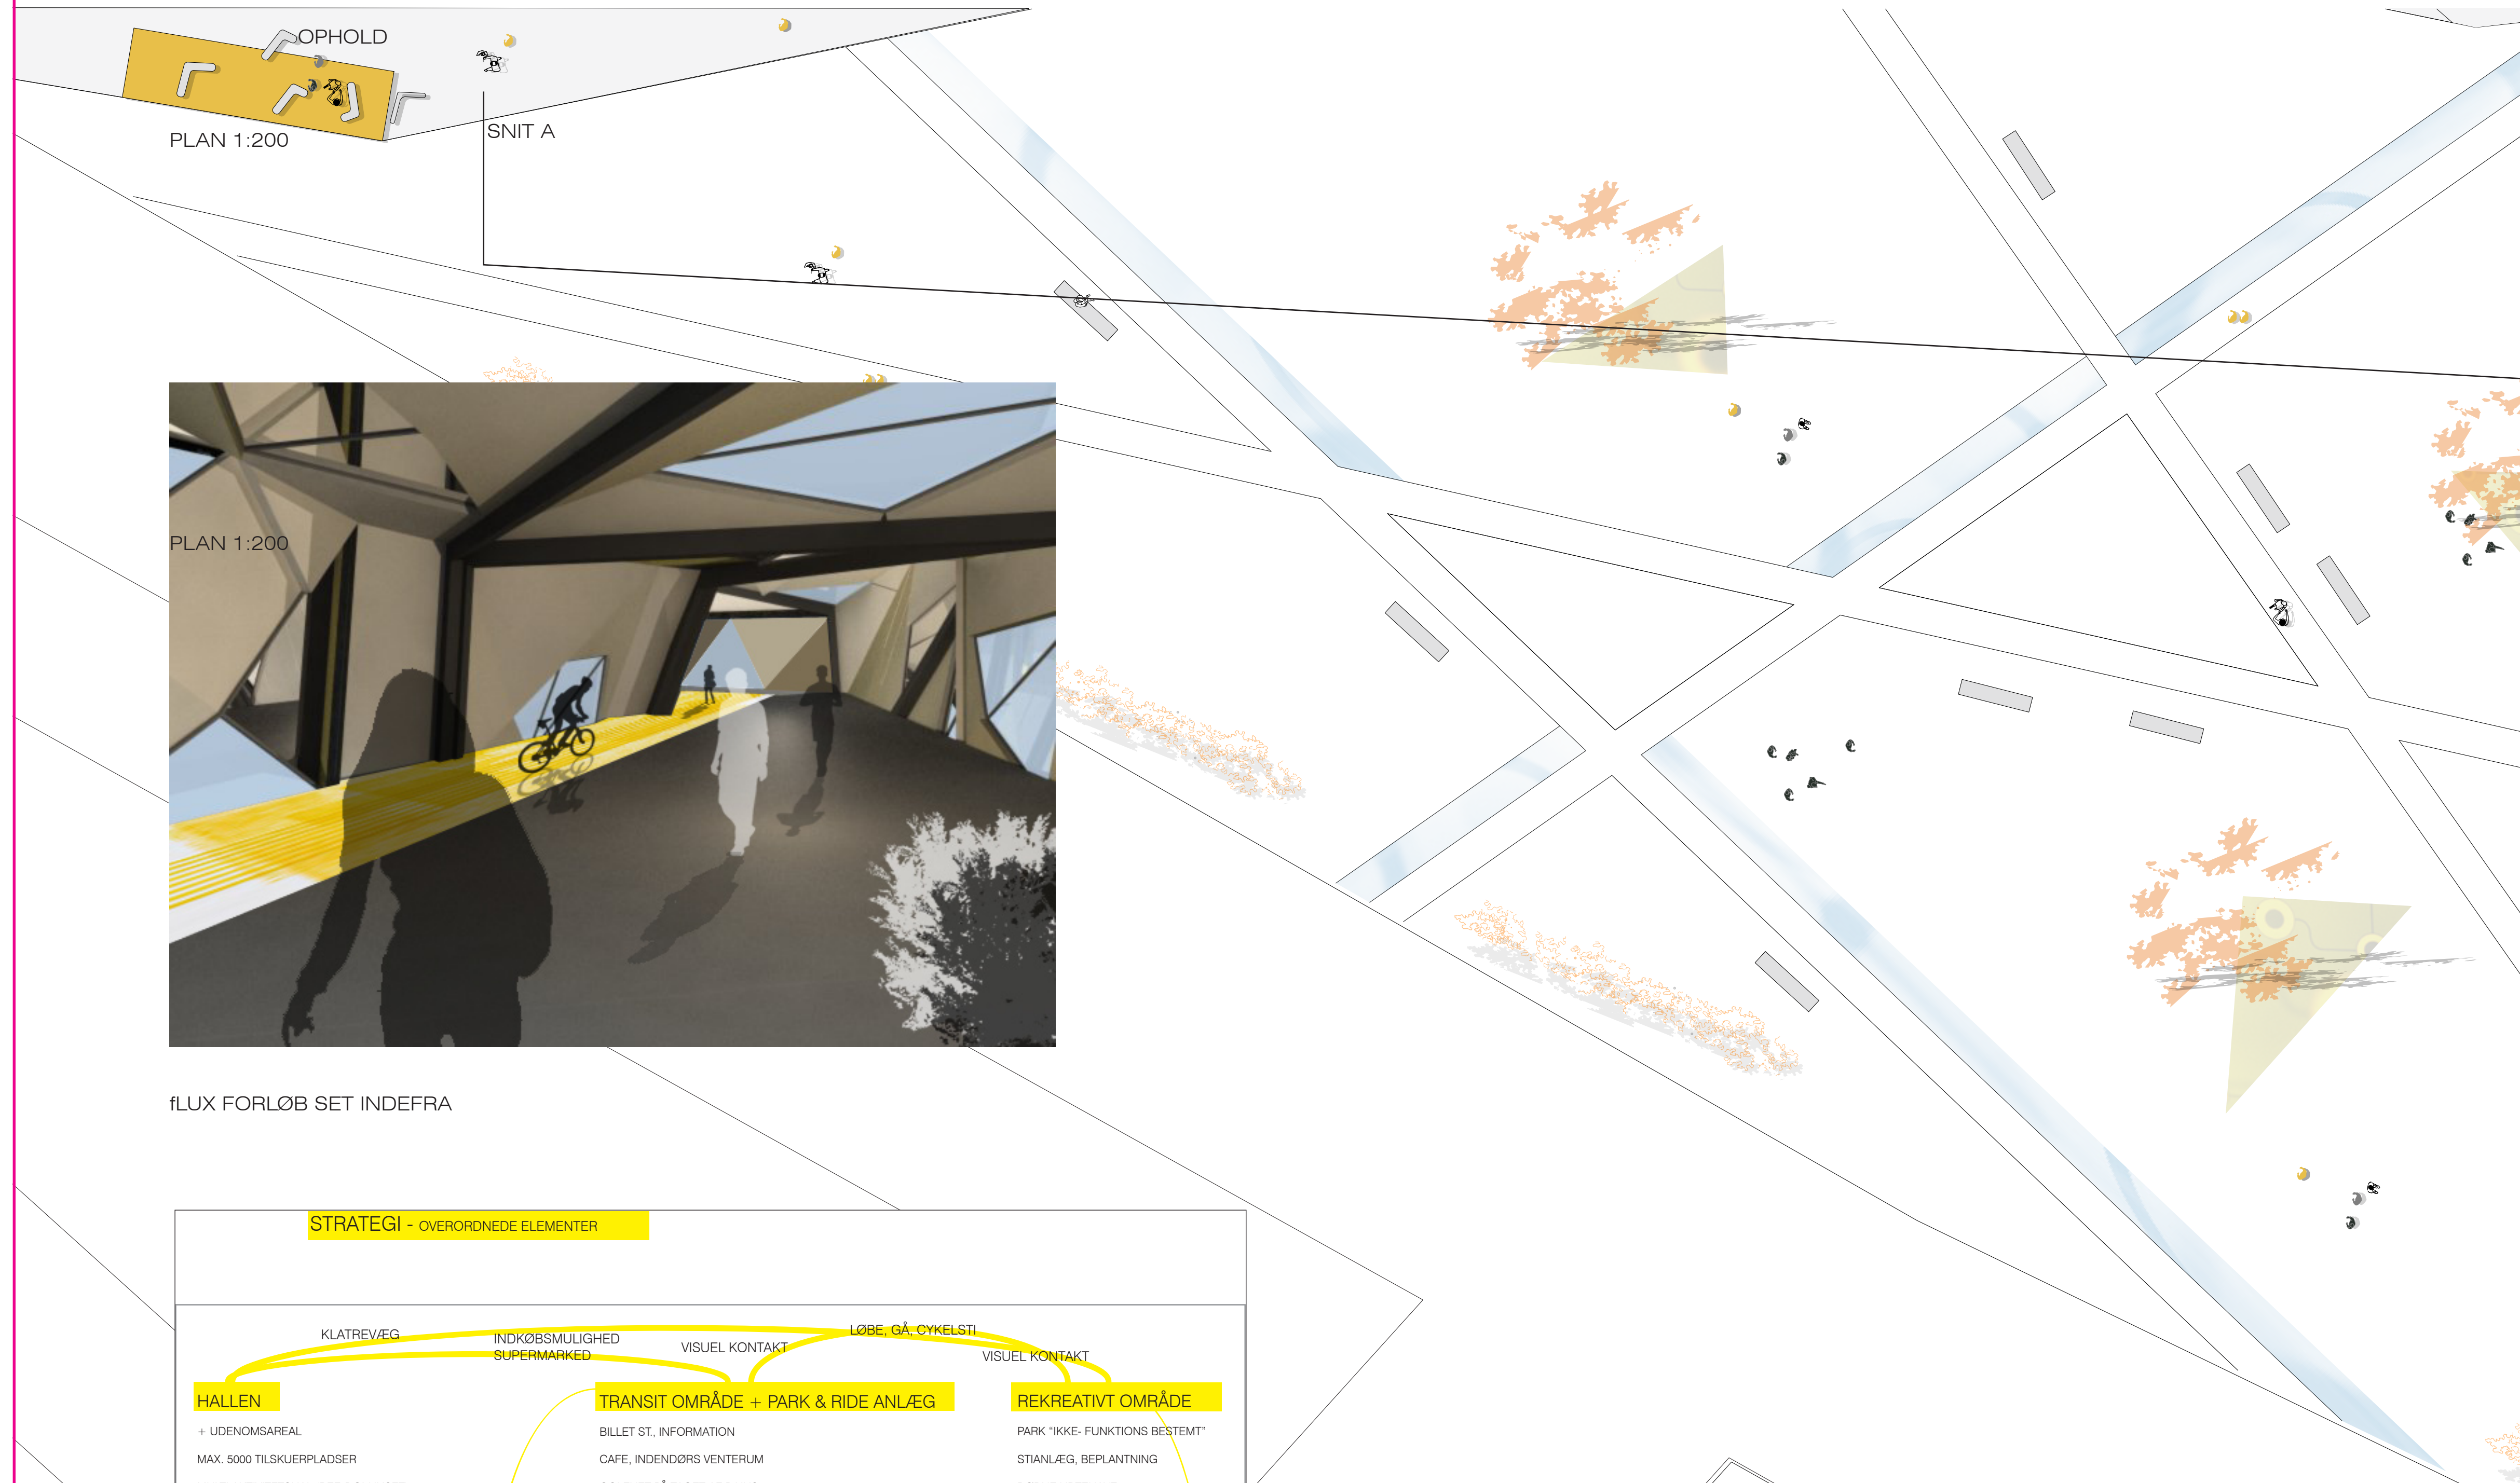 OPHOLD
SNIT A
PLAN 1:200
PLAN 1:200
fLUX FORLØB SET INDEFRA
STRATEGI - OVERORDNEDE ELEMENTER
KLATREVÆG
INDKØBSMULIGHED
SUPERMARKED
VISUEL KONTAKT
LØBE, GÅ, CYKELSTI
VISUEL KONTAKT
HALLEN
+ UDENOMSAREAL
MAX. 5000 TILSKUERPLADSER
TRANSIT OMRÅDE + PARK & RIDE ANLÆG
BILLET ST., INFORMATION
CAFE, INDENDØRS VENTERUM
REKREATIVT OMRÅDE
PARK "IKKE- FUNKTIONS BESTEMT"
STIANLÆG, BEPLANTNING